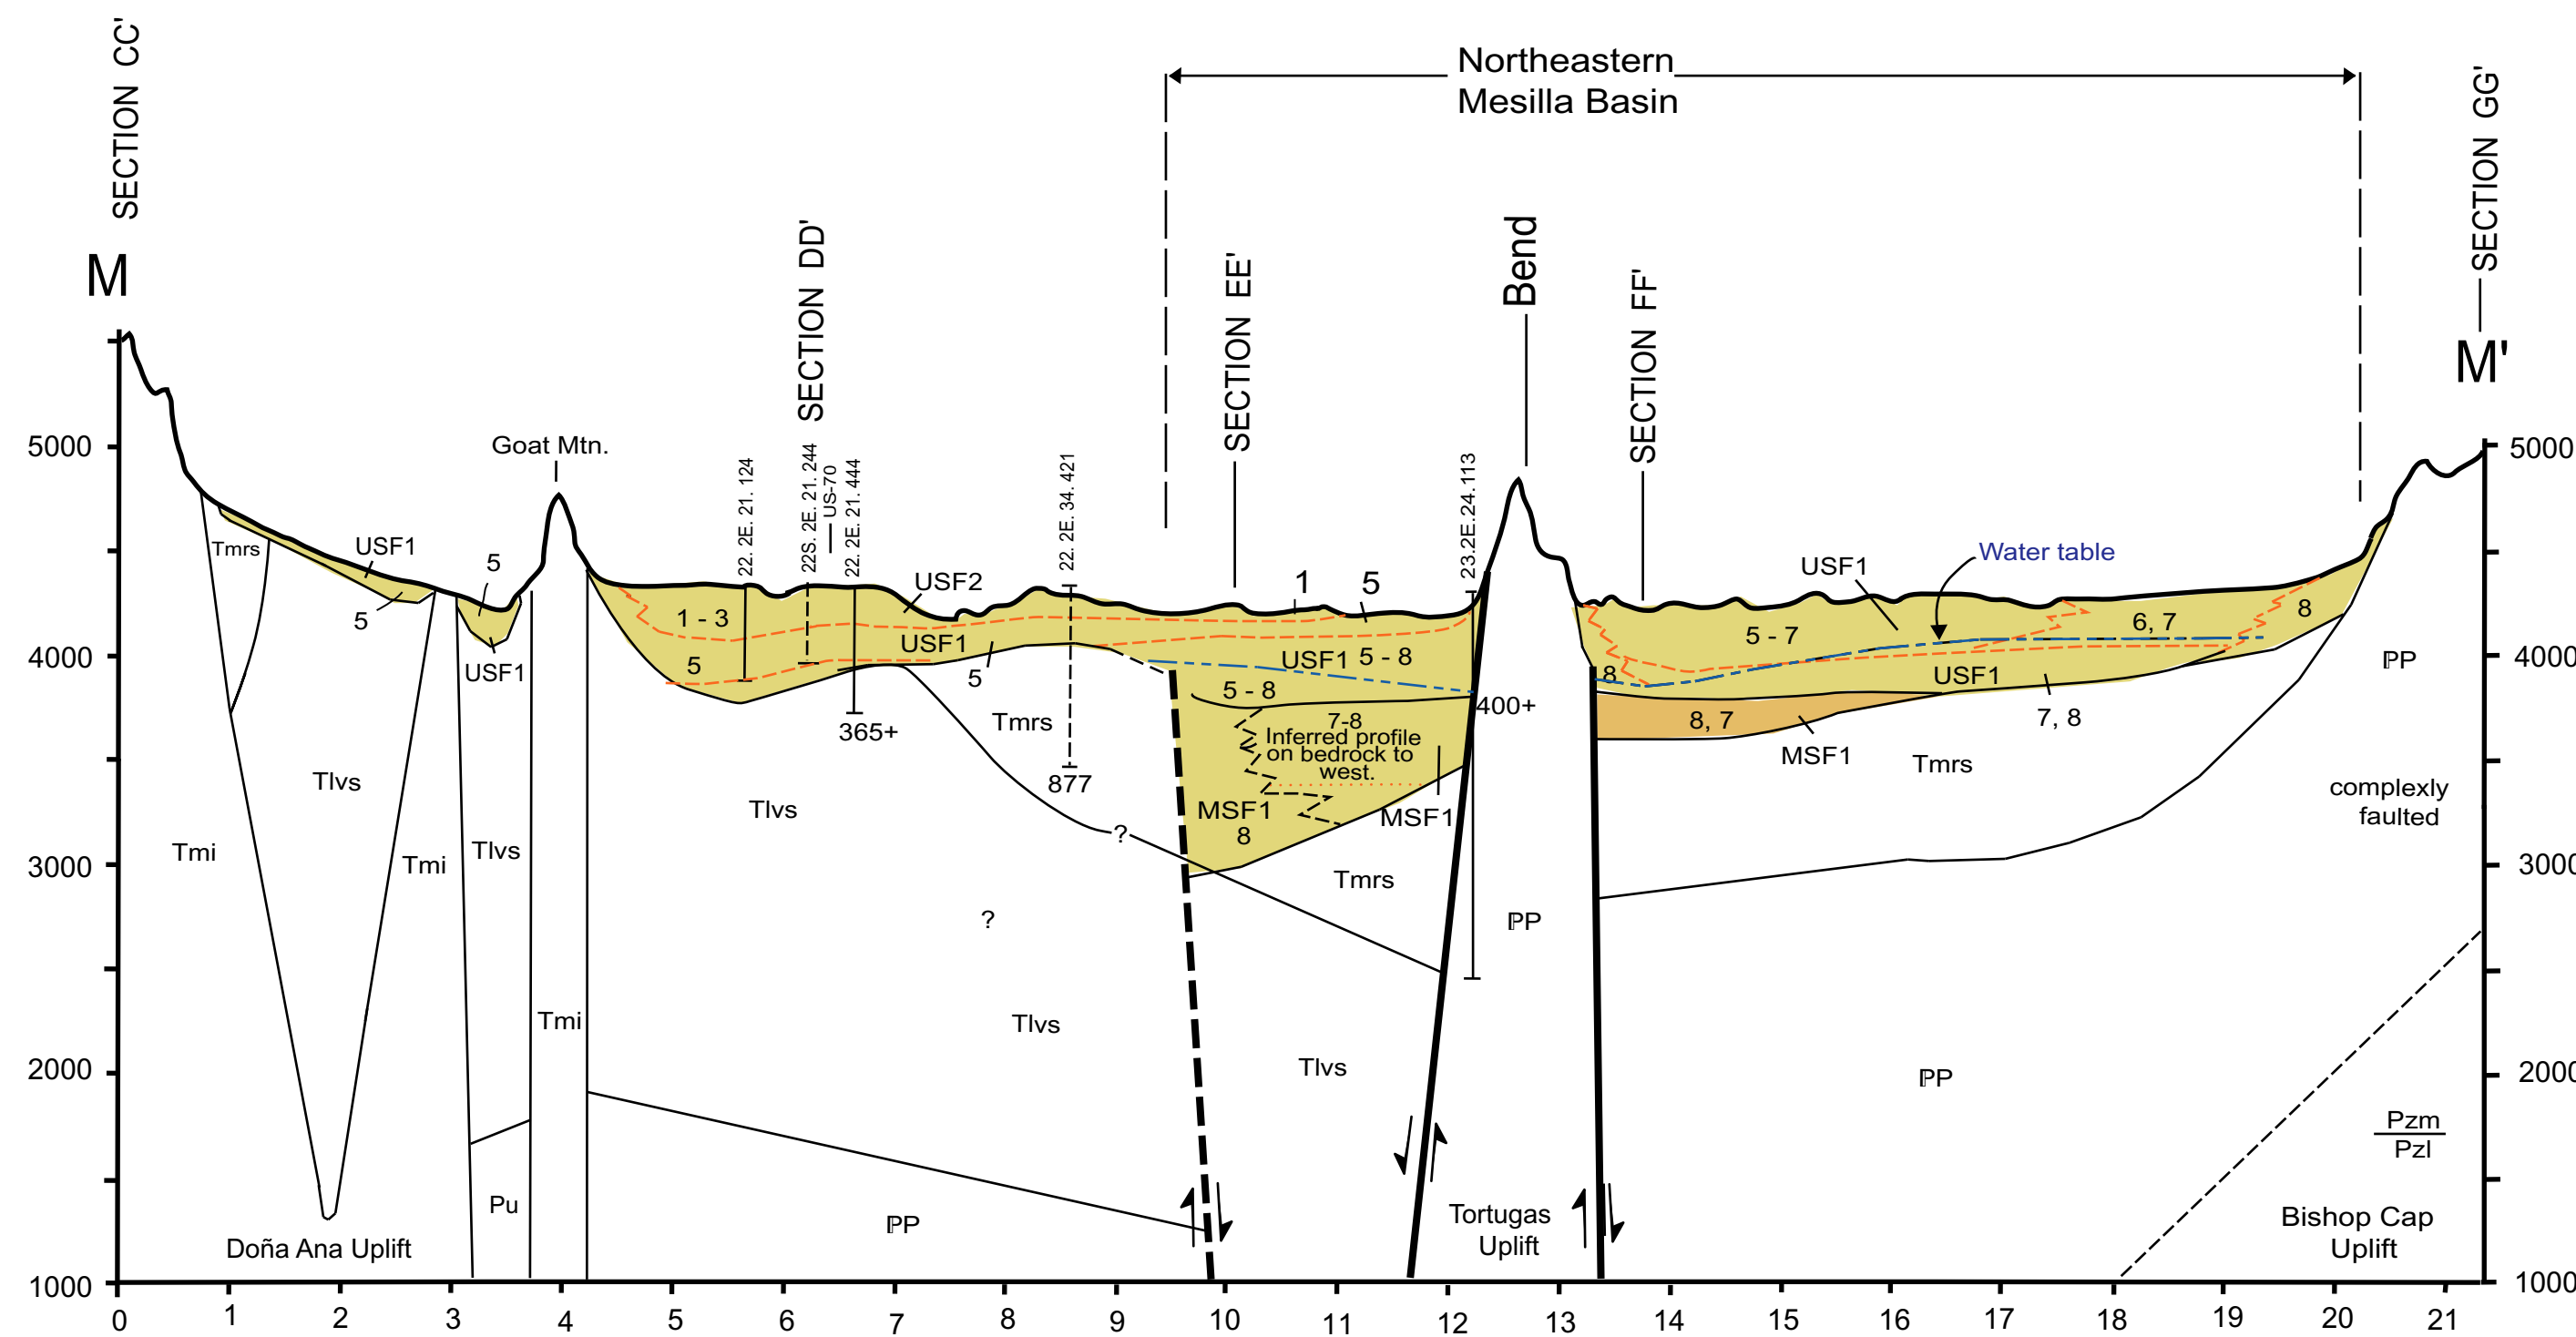 SECTION CC'
Northeastern
Mesilla Basin
SECTION GG'
M
SECTION DD'
SECTION EE'
Bend
SECTION FF'
M'
5000
Goat Mtn.
22. 2E. 21. 124
22S. 2E. 21. 244
US-70
22. 2E. 21. 444
22. 2E. 34. 421
23.2E.24.113
5000
Tmrs
USF1
5
5
USF1
1 - 3
USF2
USF1
5
5
1
5
USF1
5 - 8
5 - 8
USF1
Water table
5 - 7
6, 7
8
8
USF1
7, 8
4000
4000
PP
365+
Tmrs
877
7-8
Inferred profile
on bedrock to
west.
400+
8, 7
MSF1
Tmrs
Tlvs
Tlvs
MSF1
8
MSF1
complexly
faulted
Tmi
Tmi
Tlvs
3000
?
Tmrs
3000
?
PP
Tmi
Tlvs
Tlvs
2000
PP
2000
Pzm
Pzl
Pu
PP
Doña Ana Uplift
Tortugas
Uplift
Bishop Cap
Uplift
1000
1000
0 1 2 3 4 5 6 7 8 9 10 11 12 13 14 15 16 17 18 19 20 21